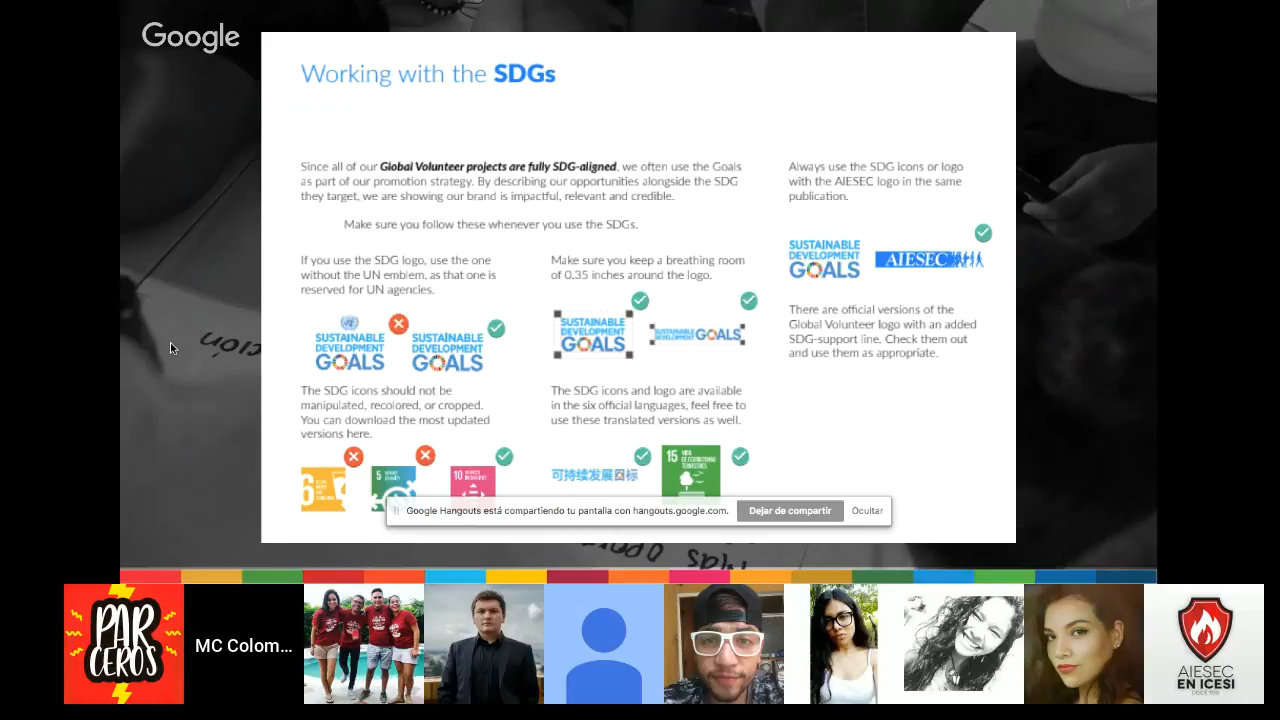 Google
Working with the SDGs
Since all of our Global Volunteer projects are fully SDG-aligned, we often use the Goals
as part of our promotion strategy. By describing our opportunities alongside the SDG
they target, we are showing our brand is impactful, relevant and credible.
Make sure you follow these whenever you use the SDGs.
If you use the SDG logo, use the one
without the UN emblem, as that one is
reserved for UN agencies.
SUSTAINABLE
DEVELOPMENT
GOALS
SUSTAINABLE
DEVELOPMENT
GOALS
The SDG icons should not be
manipulated, recolored, or cropped.
You can download the most updated
versions here.
6
5
10
Make sure you keep a breathing room
of 0.35 inches around the logo.
SUSTAINABLE
DEVELOPMENT
GOALS
SUSTAINABLE
DEVELOPMENT GOALS
The SDG icons and logo are available
in the six official languages, feel free to
use these translated versions as well.
可持续发展目标
15 VIDA
DE ECOSISTEMAS
TERRESTRES
Always use the SDG icons or logo
with the AIESEC logo in the same
publication.
SUSTAINABLE
DEVELOPMENT
GOALS
AIESEC
There are official versions of the
Global Volunteer logo with an added
SDG-support line. Check them out
and use them as appropriate.
Google Hangouts está compartiendo tu pantalla con hangouts.google.com.
Dejar de compartir
Ocultar
ción
PAR
CEROS
MC Colom...
AIESEC
EN ICESI